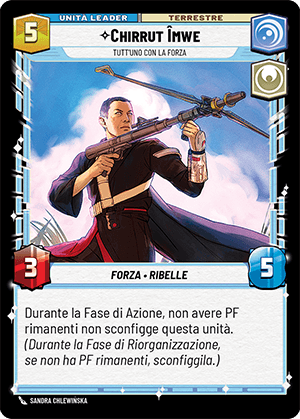 UNITÀ LEADER
TERRESTRE
5
CHIRRUT ÎMWE
TUTT'UNO CON LA FORZA
3
FORZA • RIBELLE
5
Durante la Fase di Azione, non avere PF
rimanenti non sconfigge questa unità.
(Durante la Fase di Riorganizzazione,
se non ha PF rimanenti, sconfiggila.)
SANDRA CHLEWIŃSKA